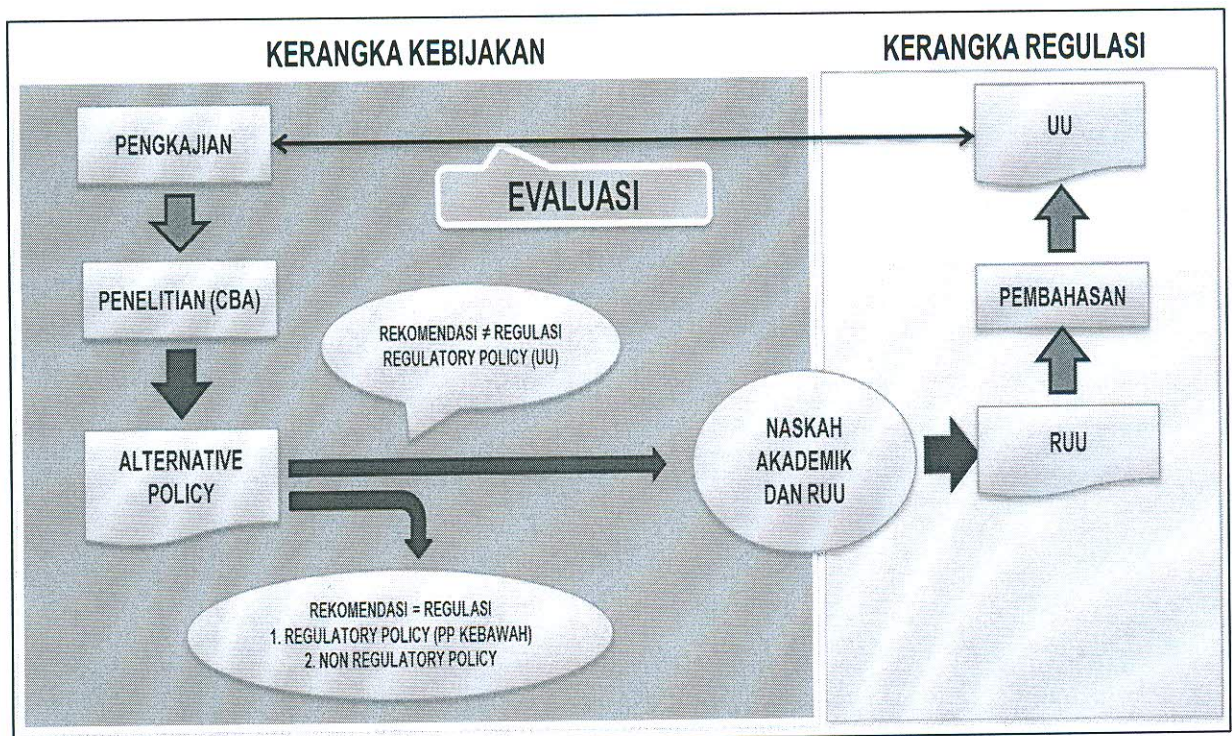 KERANGKA KEBIJAKAN
KERANGKA REGULASI
PENGKAJIAN
UU
EVALUASI
PENELITIAN (CBA)
PEMBAHASAN
REKOMENDASI ≠ REGULASI
REGULATORY POLICY (UU)
ALTERNATIVE
POLICY
NASKAH
AKADEMIK
DAN RUU
RUU
REKOMENDASI = REGULASI
1. REGULATORY POLICY (PP KEBAWAH)
2. NON REGULATORY POLICY